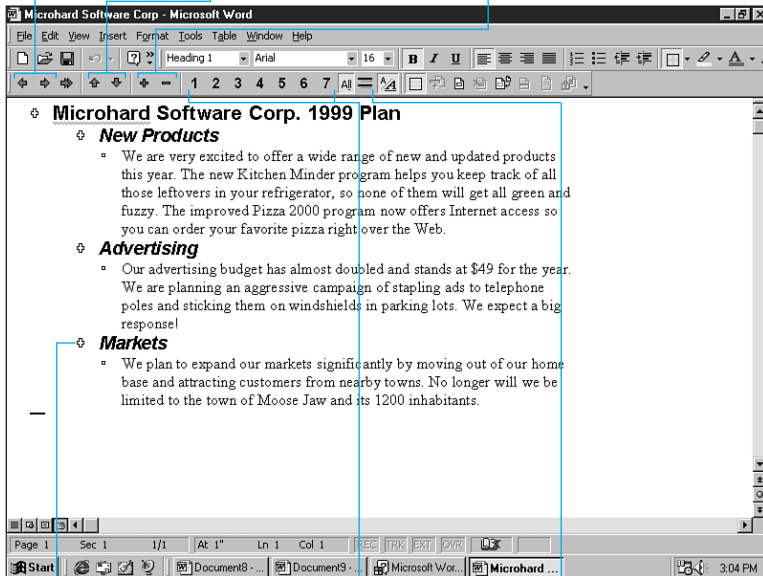 Microhard Software Corp - Microsoft Word
File Edit View Insert Format Tools Table Window Help
Heading 1 Arial 16 B I U A
1 2 3 4 5 6 7 All A/A
Microhard Software Corp. 1999 Plan
New Products
We are very excited to offer a wide range of new and updated products
this year. The new Kitchen Minder program helps you keep track of all
those leftovers in your refrigerator, so none of them will get all green and
fuzzy. The improved Pizza 2000 program now offers Internet access so
you can order your favorite pizza right over the Web.
Advertising
Our advertising budget has almost doubled and stands at $49 for the year.
We are planning an aggressive campaign of stapling ads to telephone
poles and sticking them on windshields in parking lots. We expect a big
response!
Markets
We plan to expand our markets significantly by moving out of our home
base and attracting customers from nearby towns. No longer will we be
limited to the town of Moose Jaw and its 1200 inhabitants.
Page 1 Sec 1 1/1 At 1" Ln 1 Col 1 REC TRK EXT OVR
Start Document8 - ... Document9 - ... Microsoft Wor... Microhard ... 3:04 PM